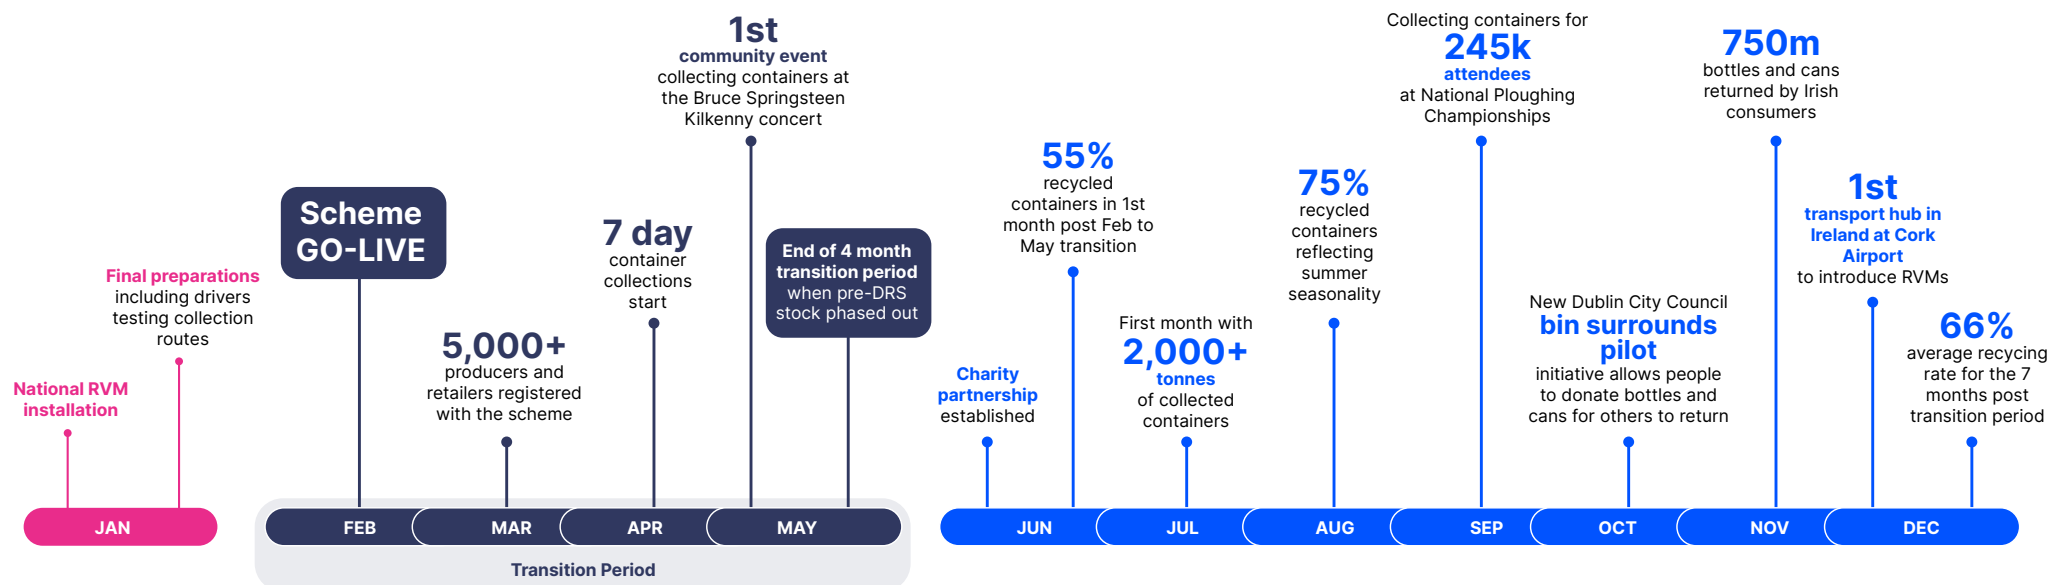 National RVM
installation
Final preparations
including drivers
testing collection
routes
Scheme
GO-LIVE
5,000+
producers and
retailers registered
with the scheme
7 day
container
collections
start
1st
community event
collecting containers at
the Bruce Springsteen
Kilkenny concert
End of 4 month
transition period
when pre-DRS
stock phased out
Charity
partnership
established
55%
recycled
containers in 1st
month post Feb to
May transition
First month with
2,000+
tonnes
of collected
containers
75%
recycled
containers
reflecting
summer
seasonality
Collecting containers for
245k
attendees
at National Ploughing
Championships
New Dublin City Council
bin surrounds
pilot
initiative allows people
to donate bottles and
cans for others to return
750m
bottles and cans
returned by Irish
consumers
1st
transport hub in
Ireland at Cork
Airport
to introduce RVMs
66%
average recycing
rate for the 7
months post
transition period
JAN
FEB
MAR
APR
MAY
JUN
JUL
AUG
SEP
OCT
NOV
DEC
Transition Period